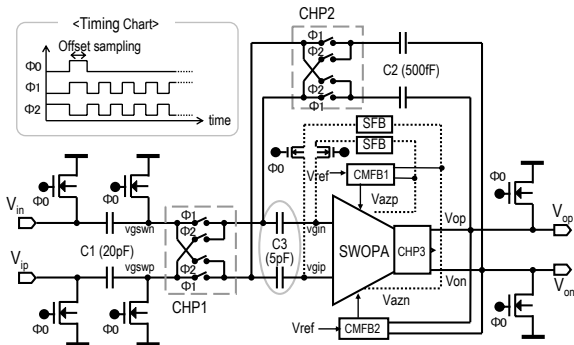 <Timing Chart>
Offset sampling
Φ0
Φ1
Φ2
time
CHP2
Φ1
Φ2
Φ2
Φ1
C2 (500fF)
SFB
SFB
Φ0
Vref
CMFB1
Vazp
Φ0
Φ0
Vin
vgswn
Φ1
Φ2
Φ2
Φ1
C1 (20pF)
C3
(5pF)
vgin
SWOPA
CHP3
Vop
Φ0
Vop
Vip
vgswp
CHP1
vgip
Von
Von
Vazn
Φ0
Φ0
Φ0
Vref
CMFB2